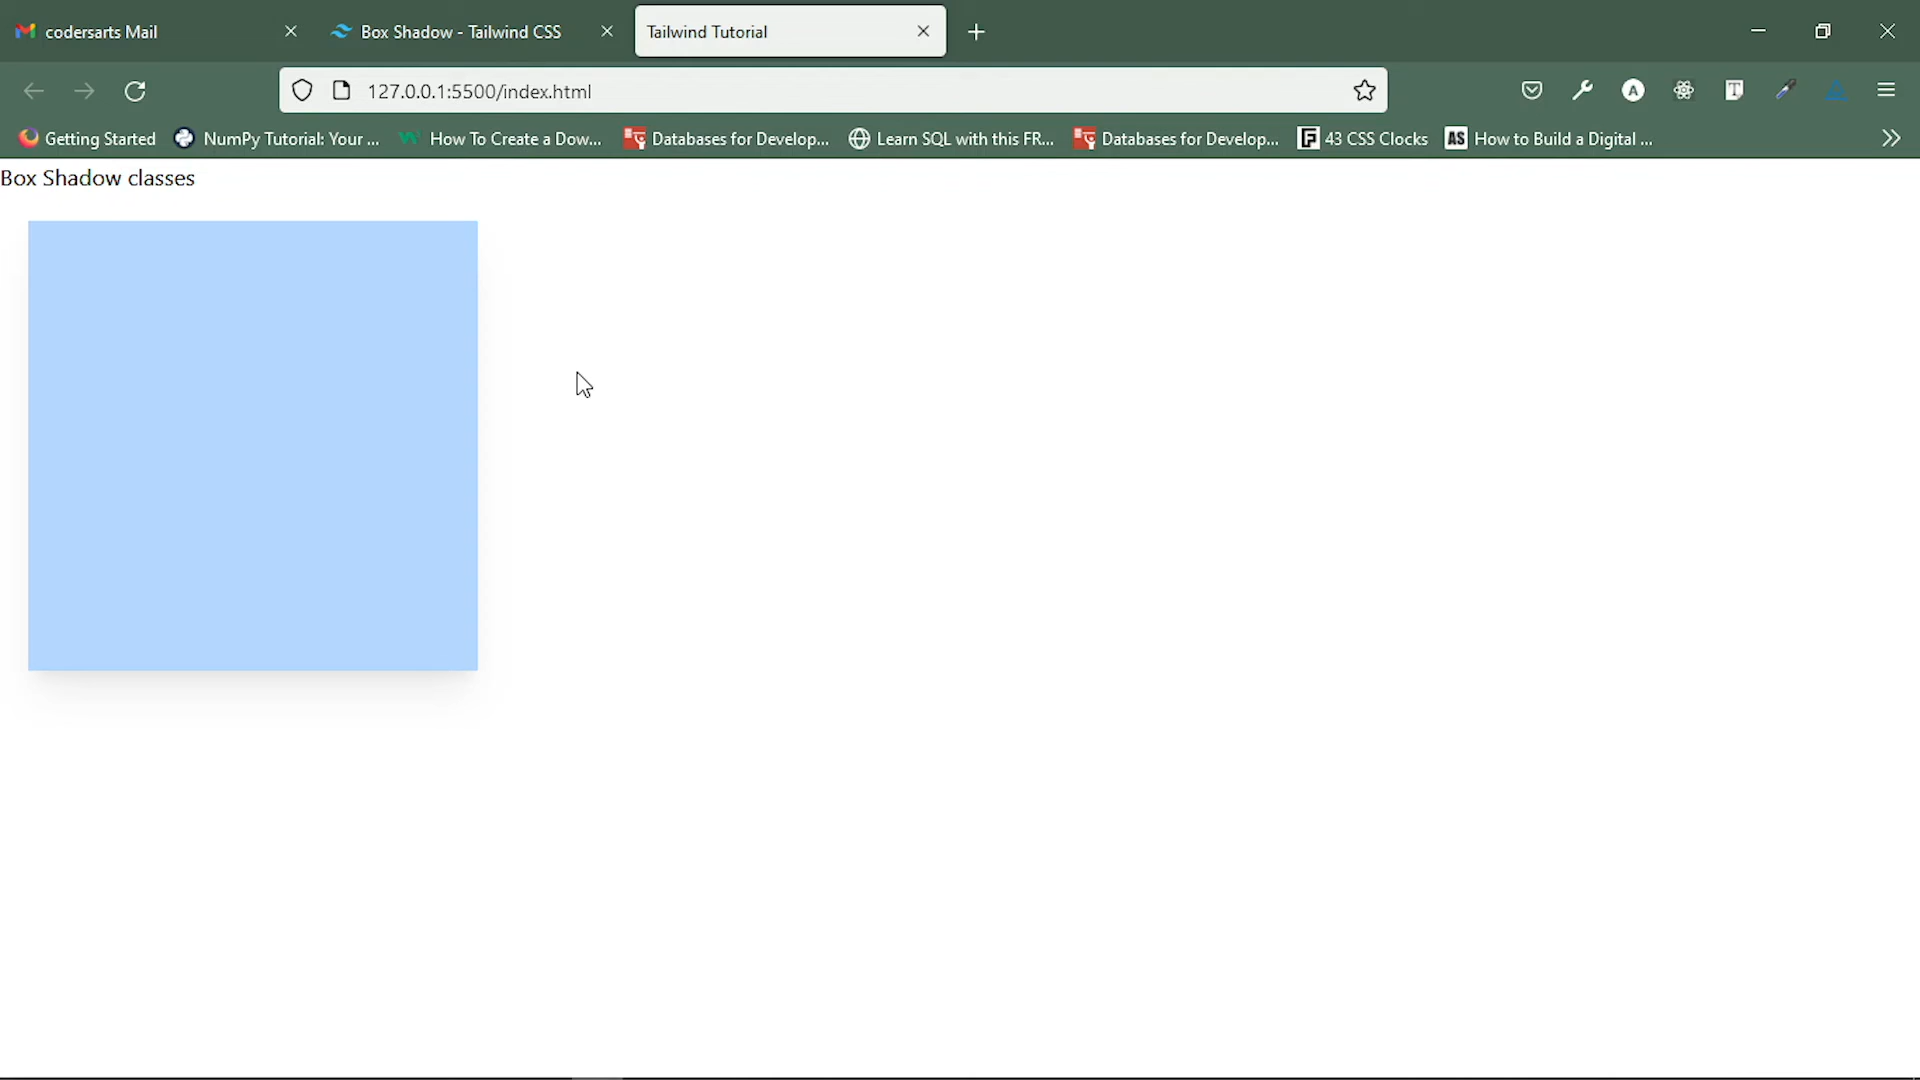 codersarts Mail
Box Shadow - Tailwind CSS
Tailwind Tutorial
127.0.0.1:5500/index.html
A
T
Getting Started
NumPy Tutorial: Your ...
How To Create a Dow...
Databases for Develop...
Learn SQL with this FR...
Databases for Develop...
F 43 CSS Clocks
AS How to Build a Digital ...
Box Shadow classes